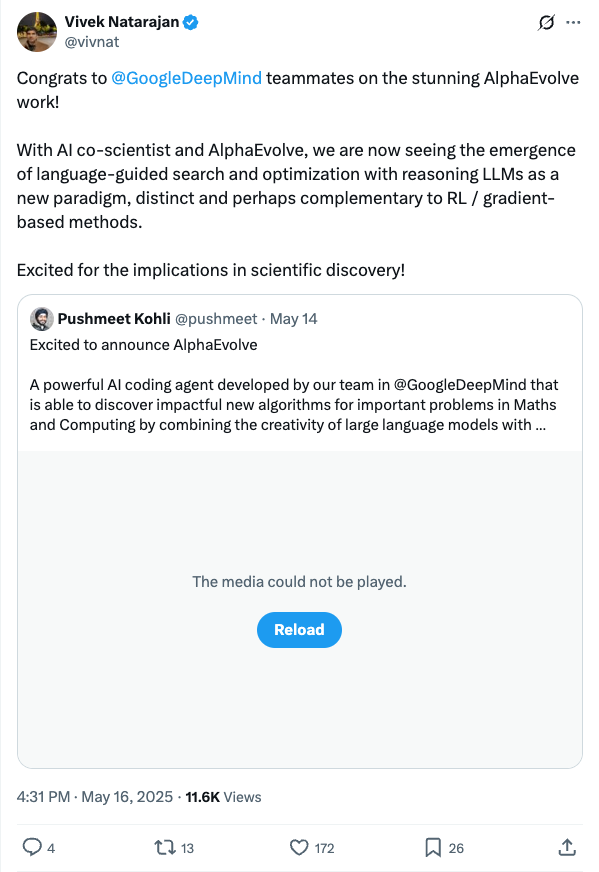 Vivek Natarajan
@vivnat
Congrats to @GoogleDeepMind teammates on the stunning AlphaEvolve
work!
With AI co-scientist and AlphaEvolve, we are now seeing the emergence
of language-guided search and optimization with reasoning LLMs as a
new paradigm, distinct and perhaps complementary to RL / gradient-
based methods.
Excited for the implications in scientific discovery!
Pushmeet Kohli @pushmeet · May 14
Excited to announce AlphaEvolve
A powerful AI coding agent developed by our team in @GoogleDeepMind that
is able to discover impactful new algorithms for important problems in Maths
and Computing by combining the creativity of large language models with ...
The media could not be played.
Reload
4:31 PM · May 16, 2025 · 11.6K Views
4 13 172 26